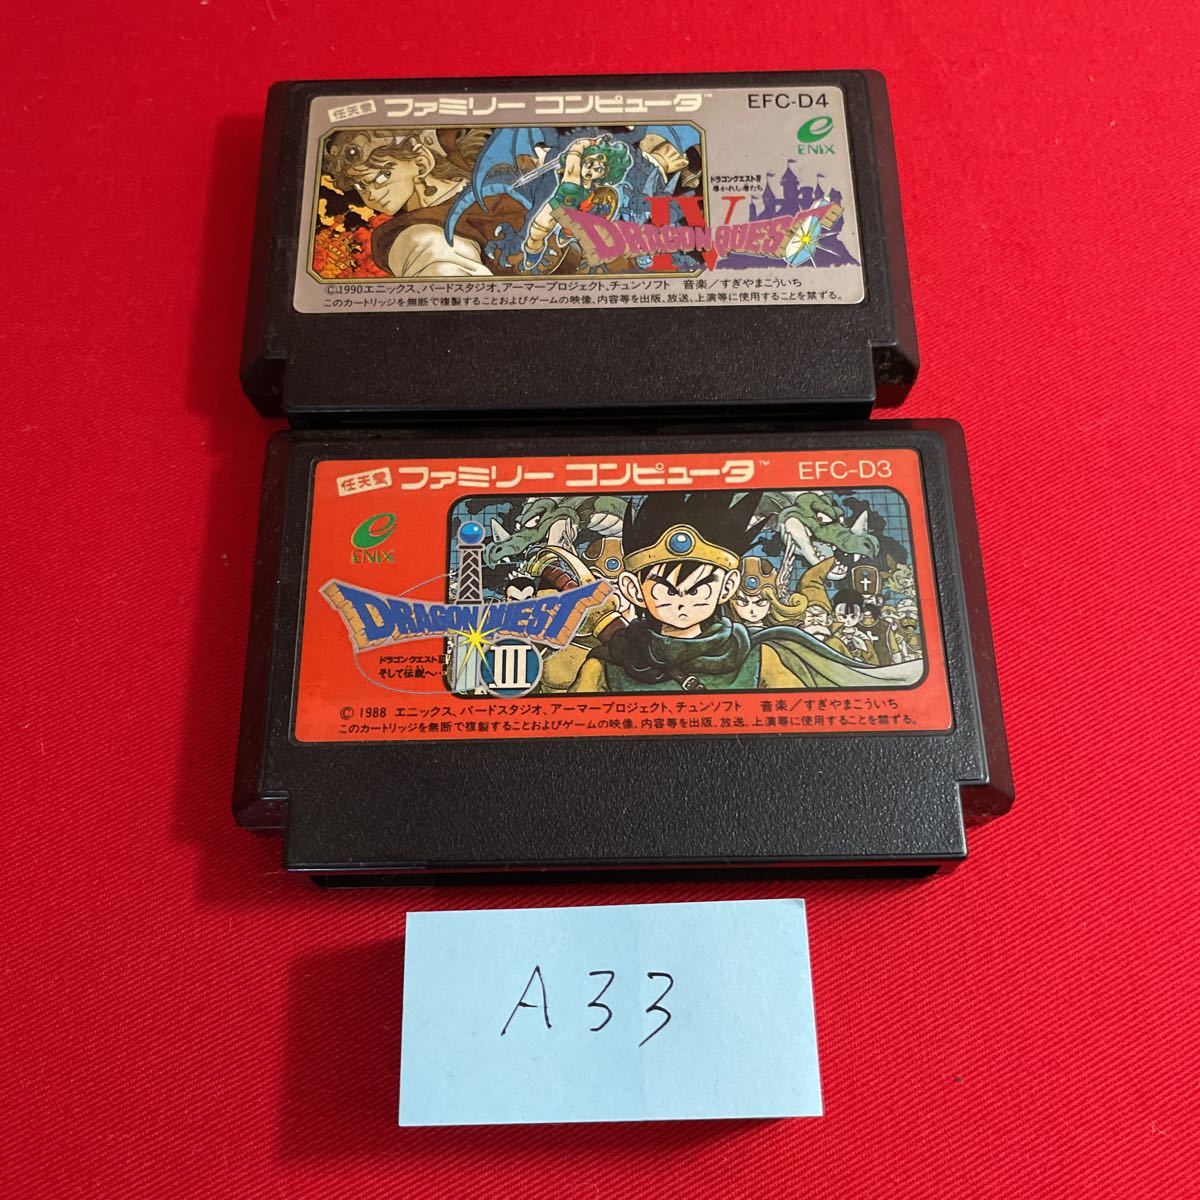 任天堂 ファミリー コンピュータ™ EFC-D4
ENIX
ドラゴンクエストⅣ
導かれし者たち
DRAGON QUEST
IV
©1990エニックス、バードスタジオ、アーマープロジェクト、チュンソフト 音楽/すぎやまこういち
このカートリッジを無断で複製することおよびゲームの映像、内容等を出版、放送、上演等に使用することを禁ずる。
任天堂 ファミリー コンピュータ™ EFC-D3
ENIX
DRAGON QUEST
III
ドラゴンクエストⅢ
そして伝説へ…
© 1988 エニックス、バードスタジオ、アーマープロジェクト、チュンソフト 音楽/すぎやまこういち
このカートリッジを無断で複製することおよびゲームの映像、内容等を出版、放送、上演等に使用することを禁ずる。
A33